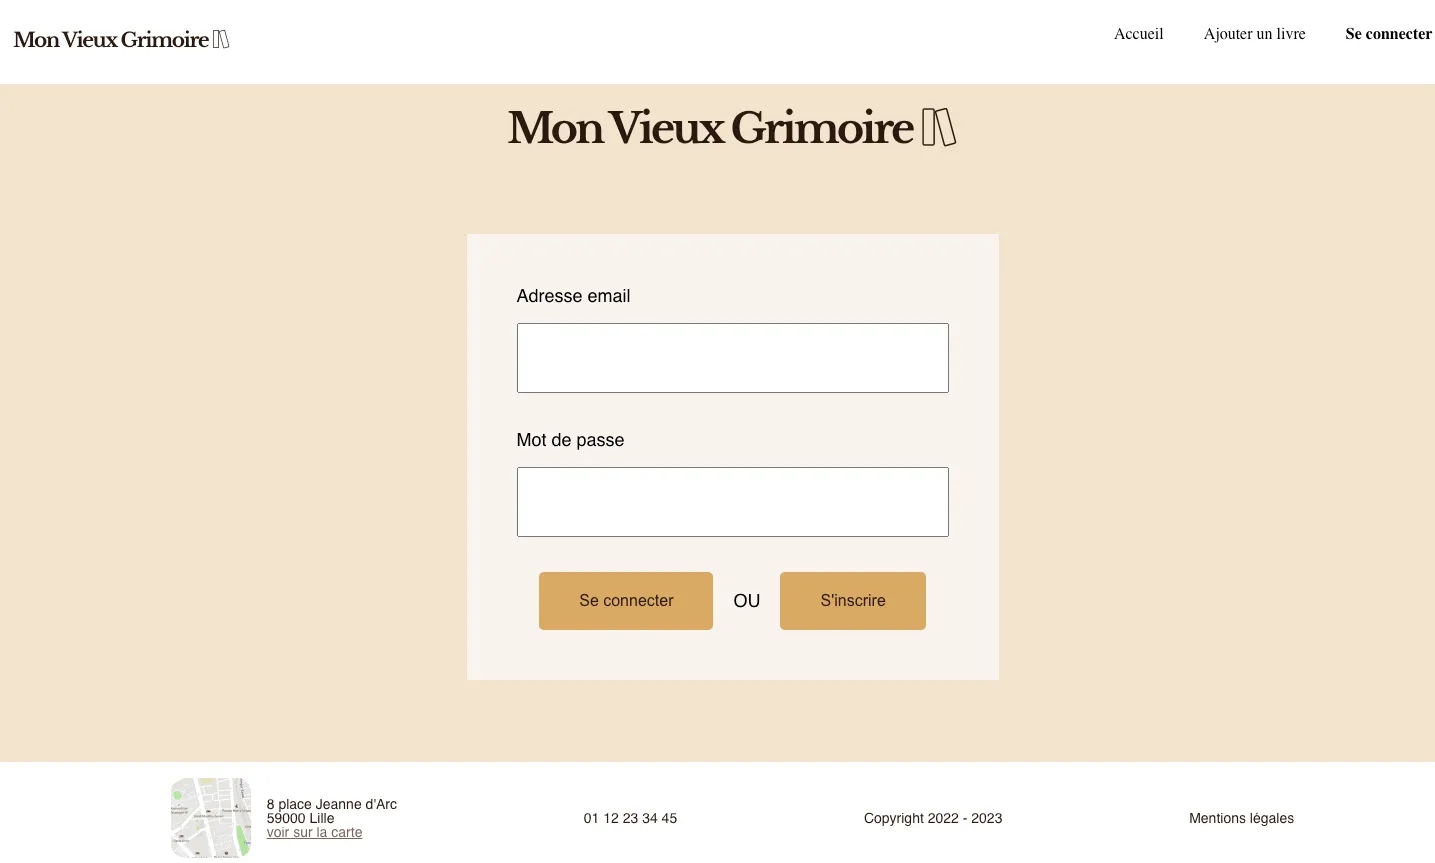 Mon Vieux Grimoire
Accueil
Ajouter un livre
Se connecter
Mon Vieux Grimoire
Adresse email
Mot de passe
Se connecter
OU
S'inscrire
8 place Jeanne d'Arc
59000 Lille
voir sur la carte
01 12 23 34 45
Copyright 2022 - 2023
Mentions légales